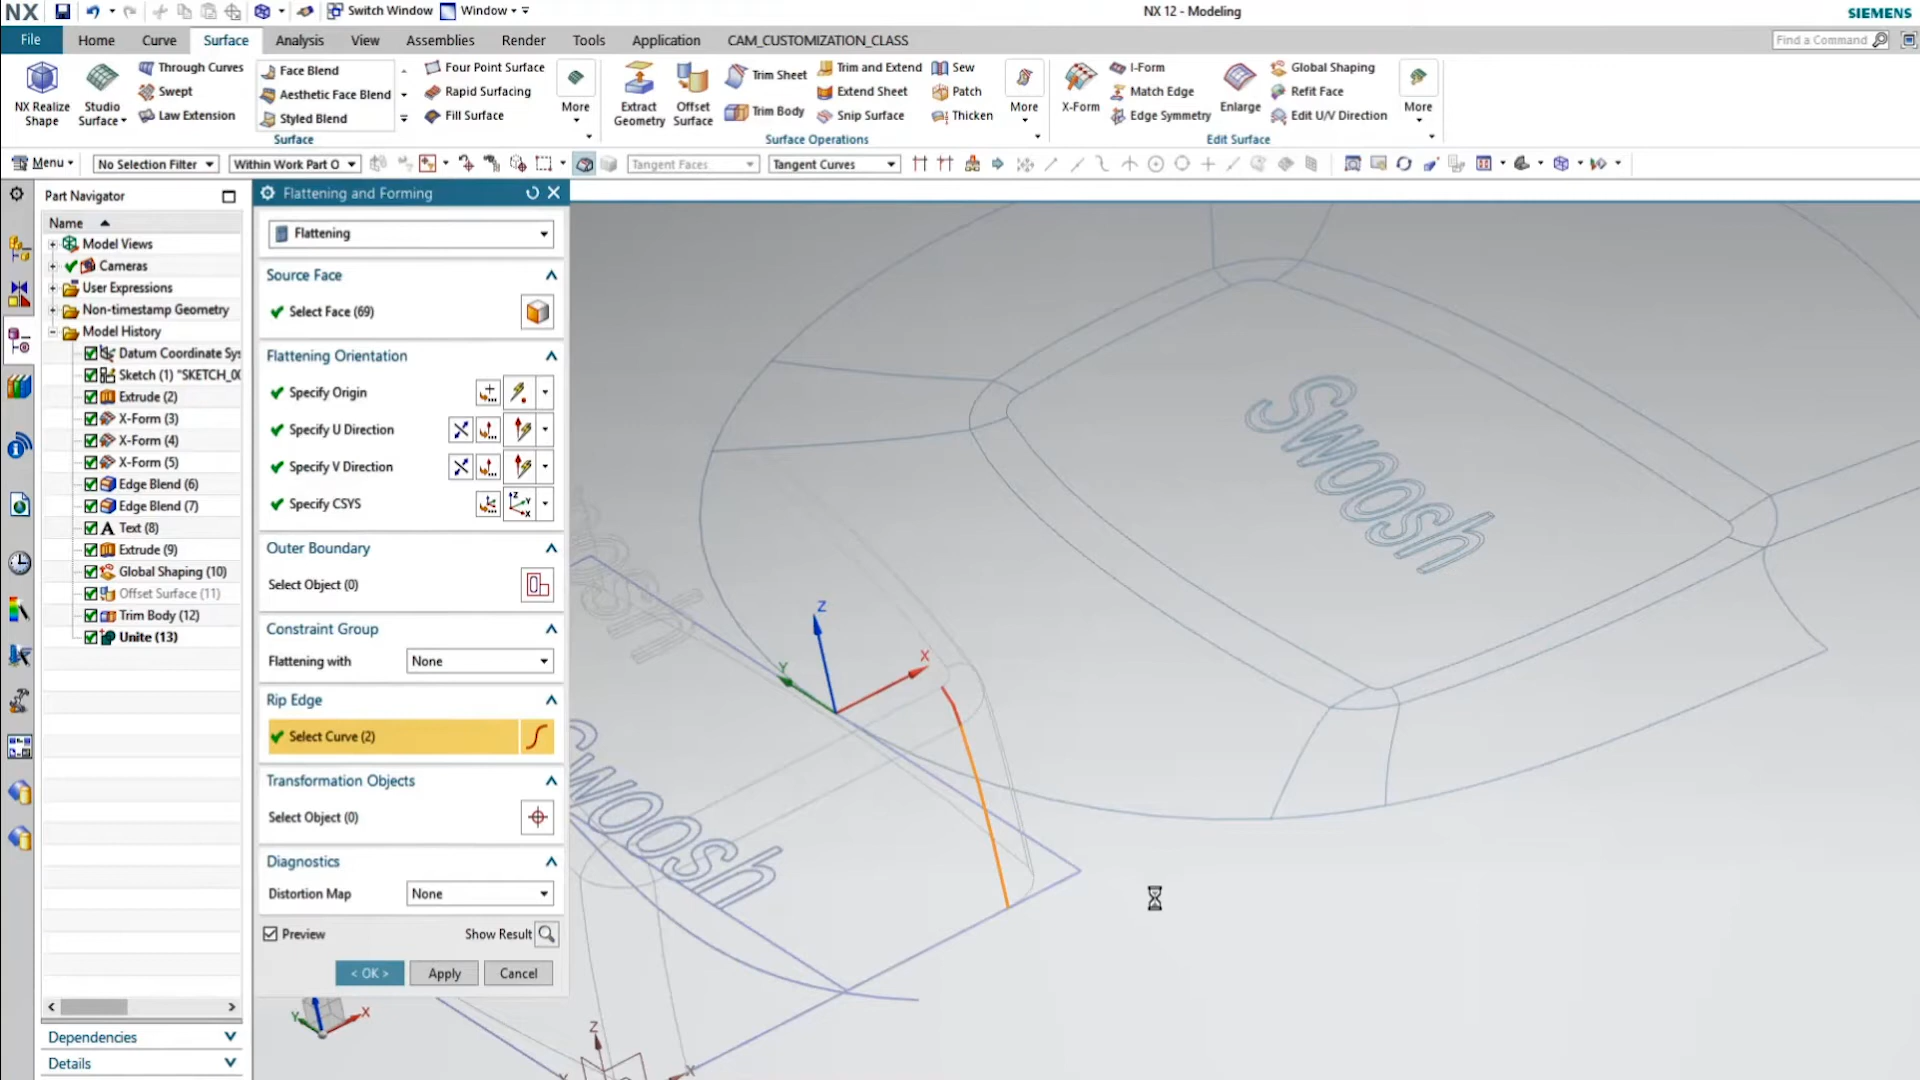 NX Switch Window Window NX 12 - Modeling SIEMENS
File Home Curve Surface Analysis View Assemblies Render Tools Application CAM_CUSTOMIZATION_CLASS Find a Command
NX Realize Shape
Studio Surface
Through Curves
Swept
Law Extension
Face Blend
Aesthetic Face Blend
Styled Blend
Four Point Surface
Rapid Surfacing
Fill Surface
More
Surface
Extract Geometry
Offset Surface
Trim Sheet
Trim Body
Trim and Extend
Extend Sheet
Snip Surface
Sew
Patch
Thicken
More
Surface Operations
X-Form
I-Form
Match Edge
Edge Symmetry
Enlarge
Global Shaping
Refit Face
Edit U/V Direction
More
Edit Surface
Menu No Selection Filter Within Work Part O Tangent Faces Tangent Curves
Part Navigator
Name
Model Views
Cameras
User Expressions
Non-timestamp Geometry
Model History
Datum Coordinate Sys
Sketch (1) "SKETCH_00
Extrude (2)
X-Form (3)
X-Form (4)
X-Form (5)
Edge Blend (6)
Edge Blend (7)
A Text (8)
Extrude (9)
Global Shaping (10)
Offset Surface (11)
Trim Body (12)
Unite (13)
Dependencies
Details
Flattening and Forming
Flattening
Source Face
Select Face (69)
Flattening Orientation
Specify Origin
Specify U Direction
Specify V Direction
Specify CSYS
Outer Boundary
Select Object (0)
Constraint Group
Flattening with None
Rip Edge
Select Curve (2)
Transformation Objects
Select Object (0)
Diagnostics
Distortion Map None
Preview Show Result
< OK > Apply Cancel
Swoosh
Z
Y
X
Swoosh
Y
X
Z
X